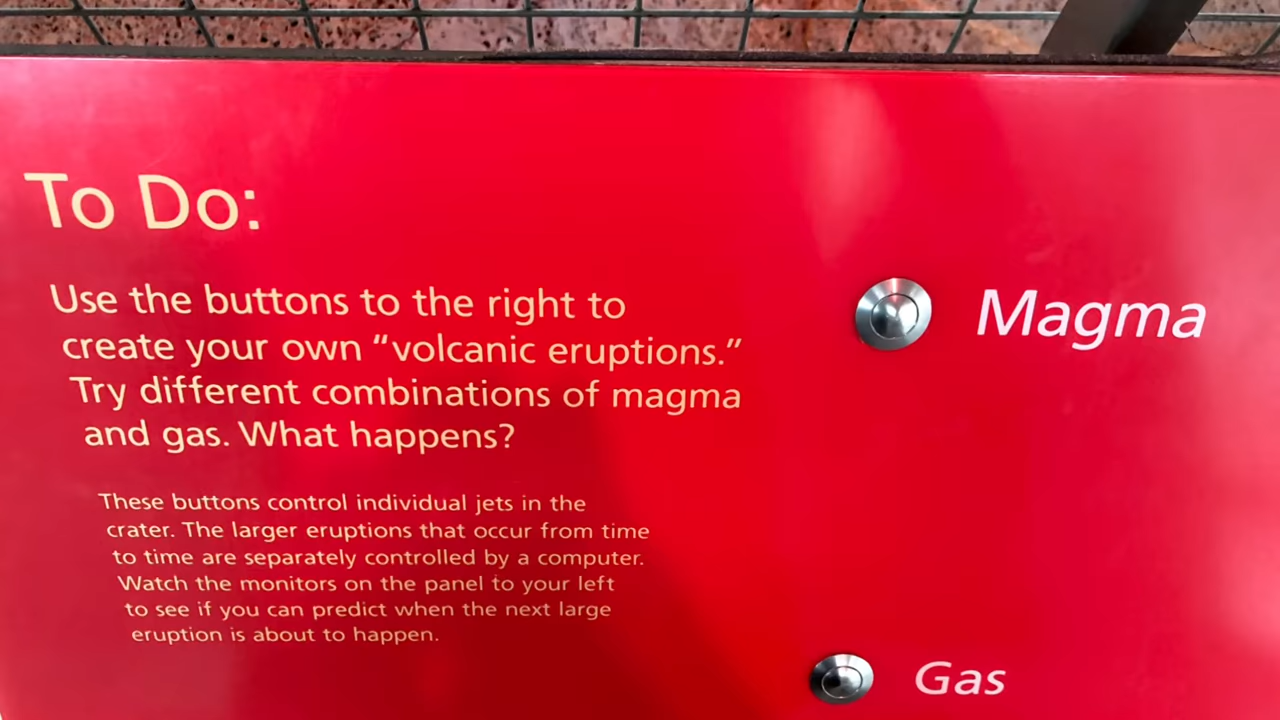 To Do:
Use the buttons to the right to
create your own “volcanic eruptions.”
Try different combinations of magma
and gas. What happens?
These buttons control individual jets in the
crater. The larger eruptions that occur from time
to time are separately controlled by a computer.
Watch the monitors on the panel to your left
to see if you can predict when the next large
eruption is about to happen.
Magma
Gas